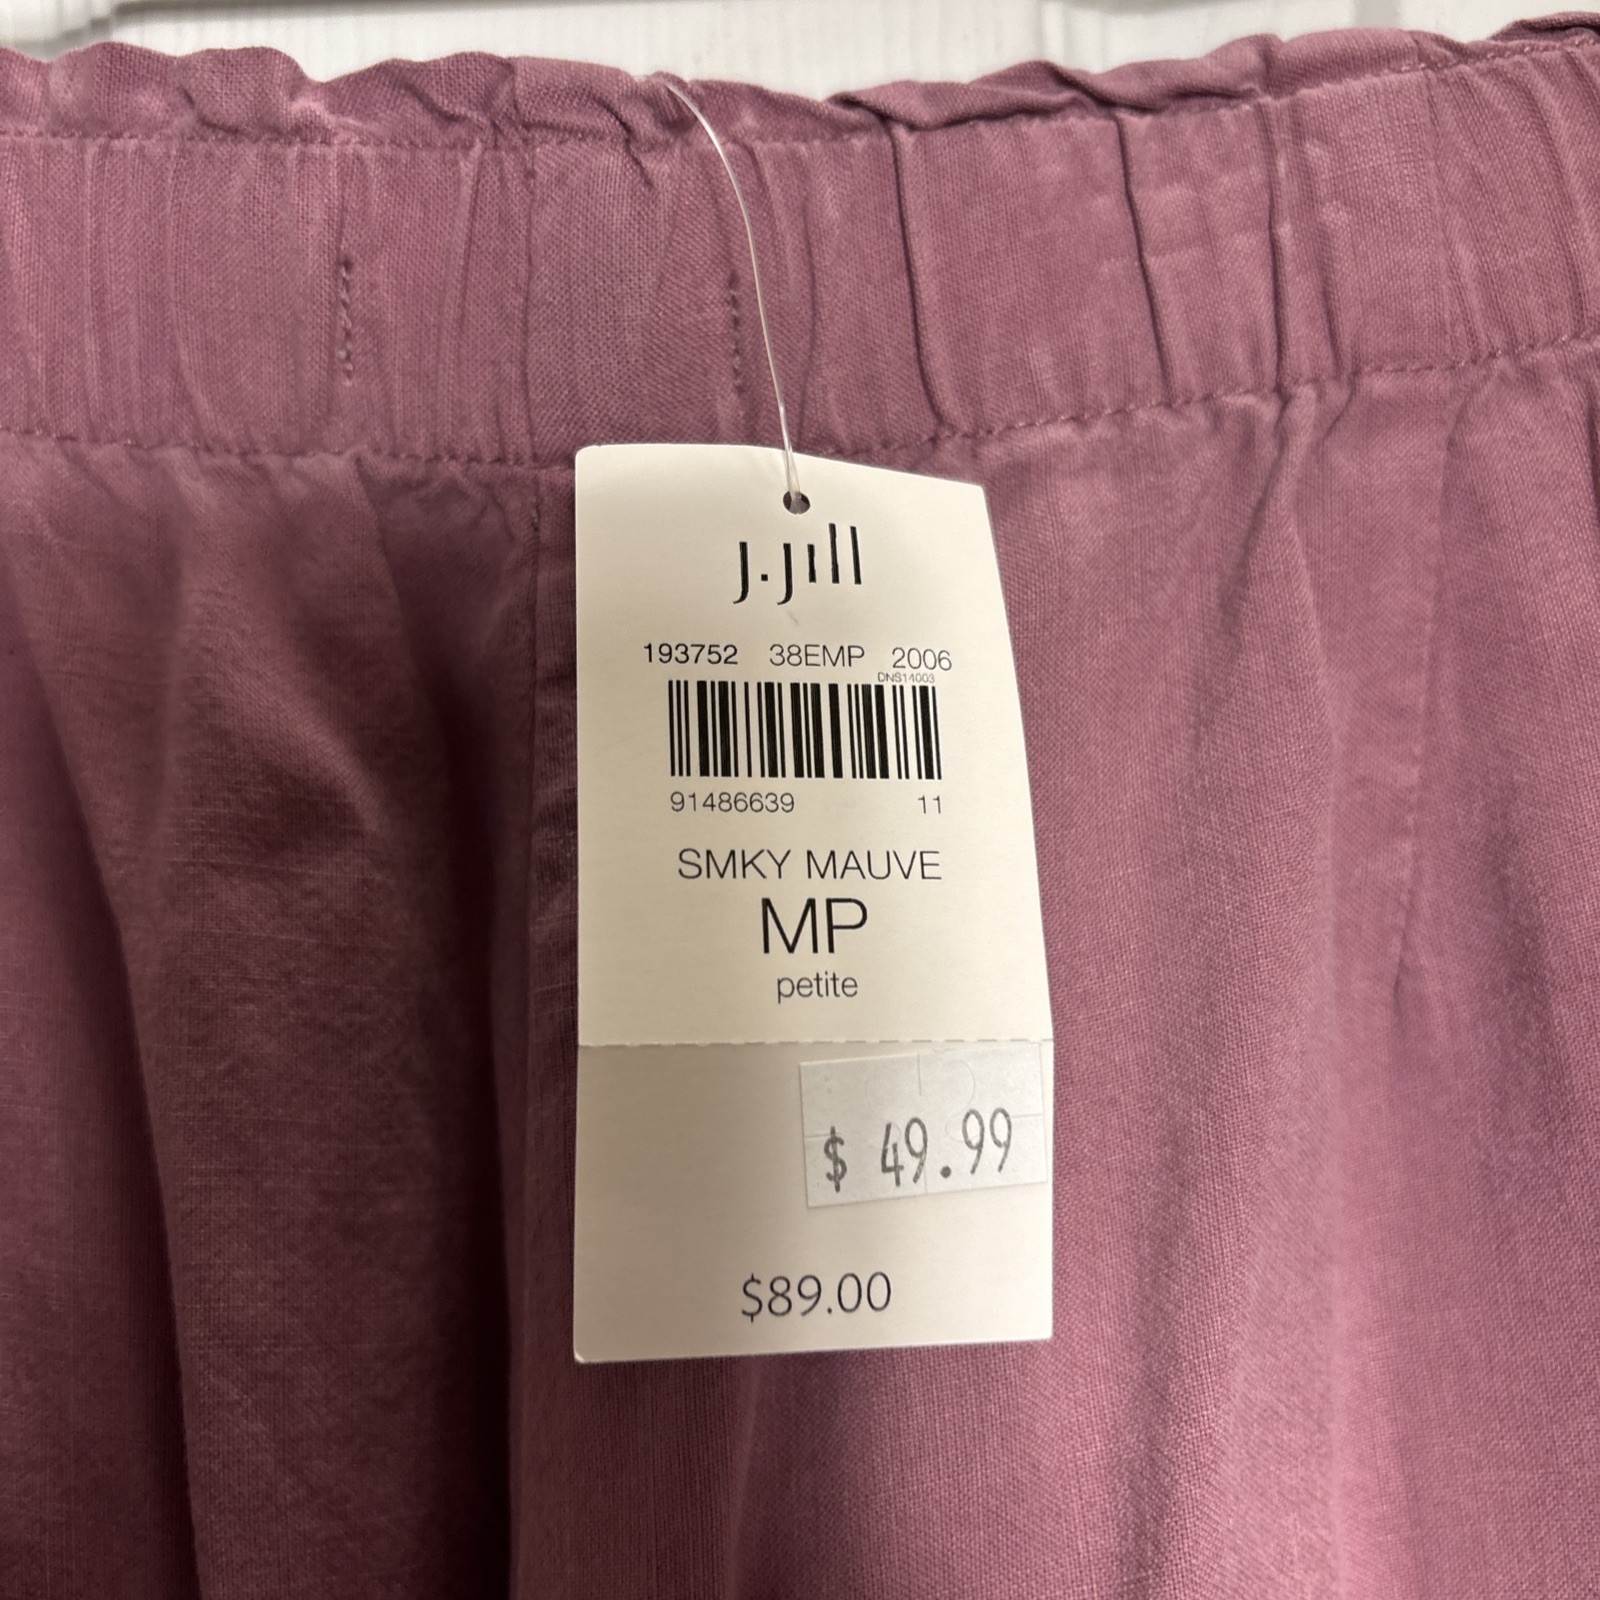 J.Jill
193752 38EMP 2006
DNS14003
91486639 11
SMKY MAUVE
MP
petite
$ 49.99
$89.00